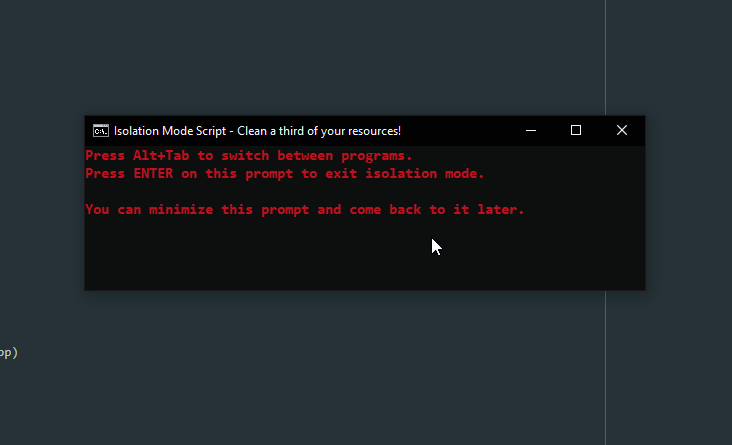 Isolation Mode Script - Clean a third of your resources!
Press Alt+Tab to switch between programs.
Press ENTER on this prompt to exit isolation mode.
You can minimize this prompt and come back to it later.
op)